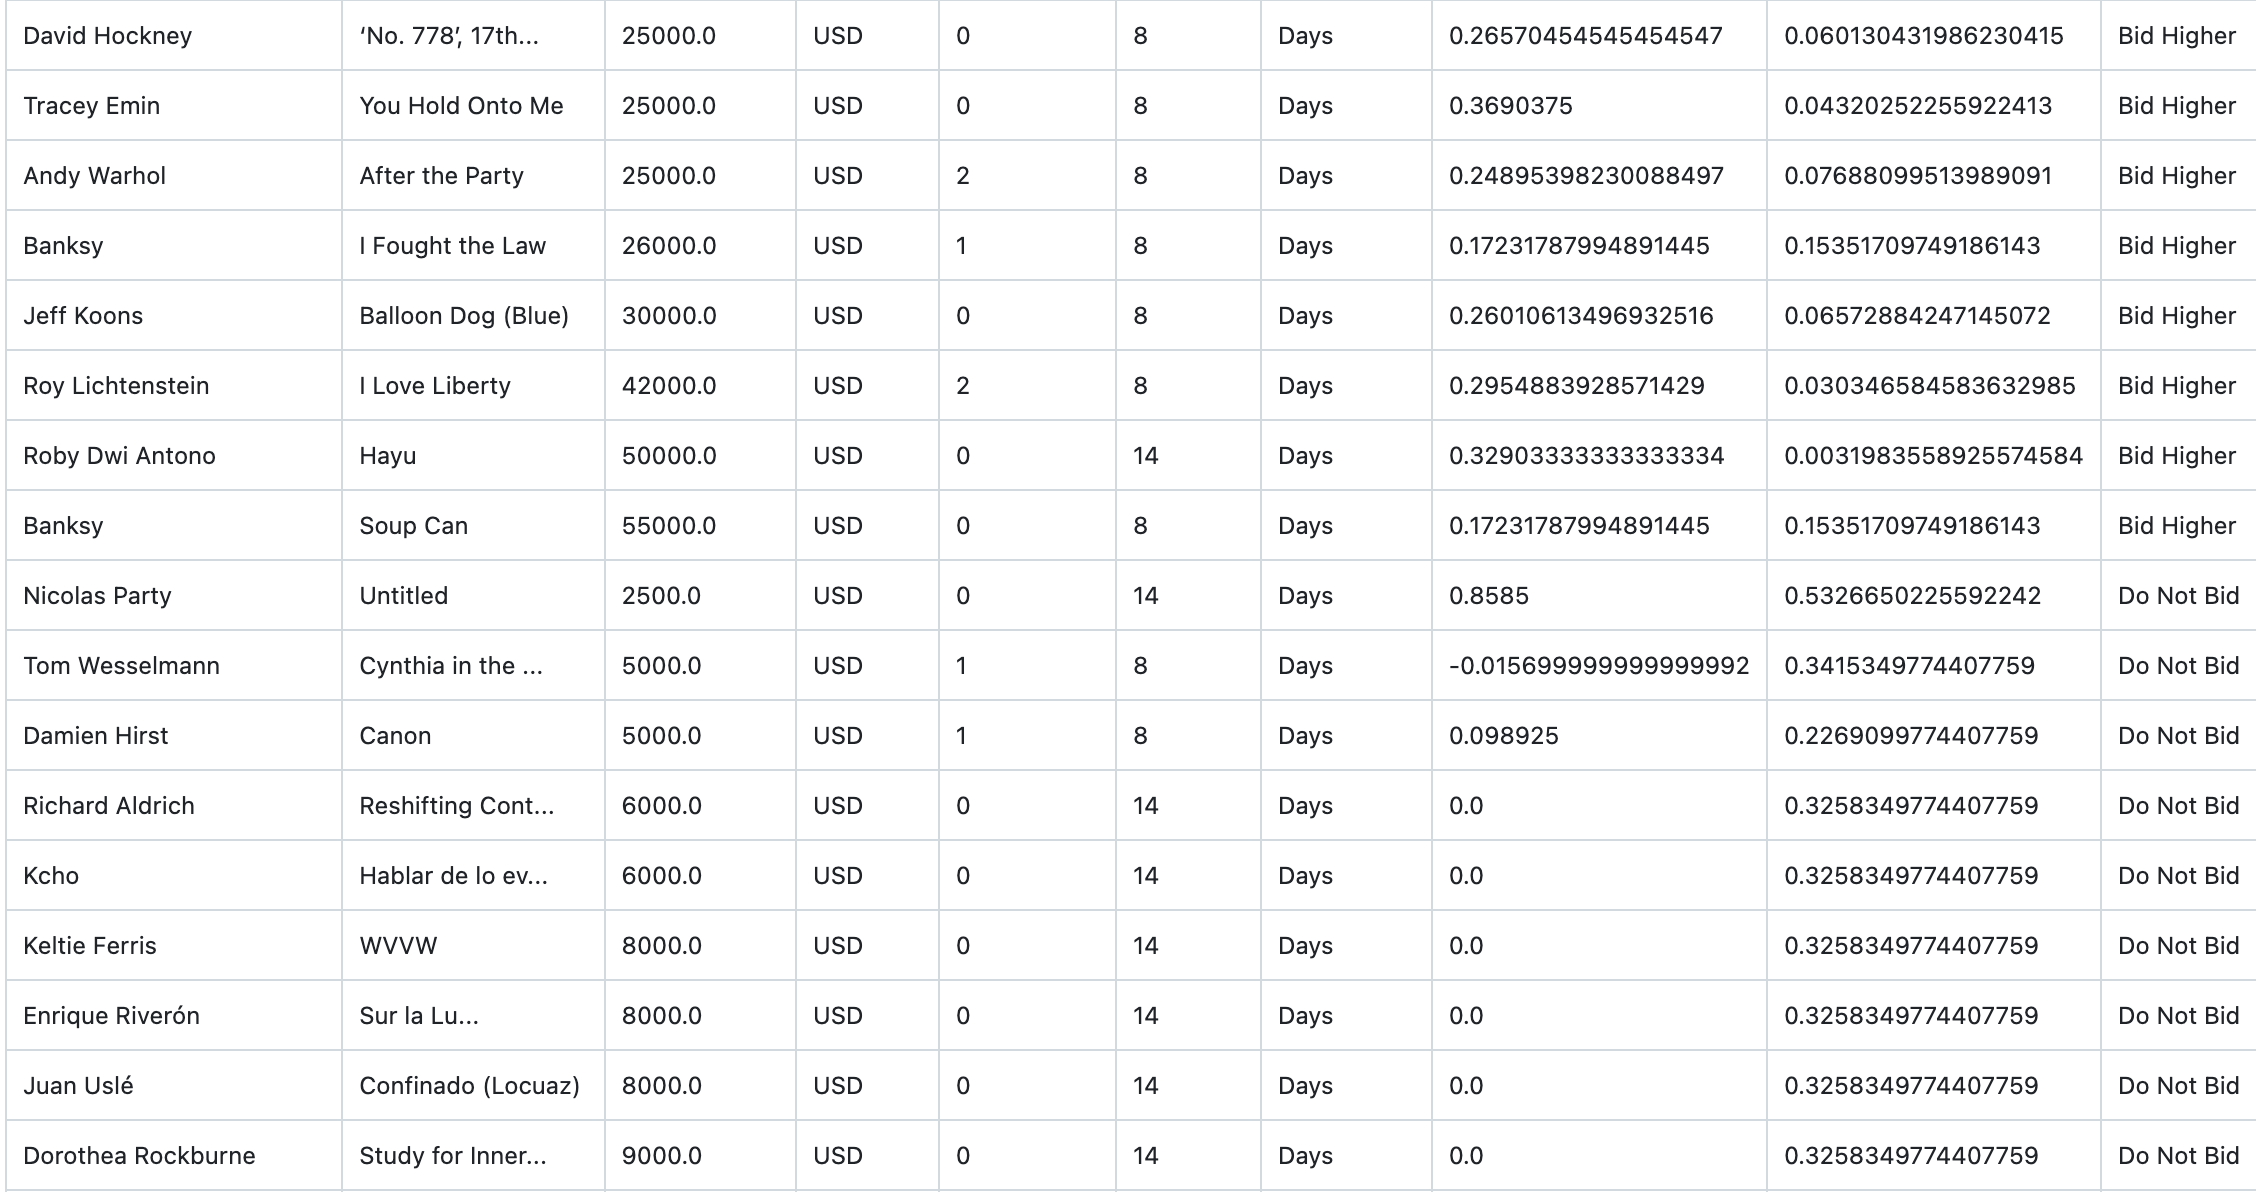 David Hockney ‘No. 778’, 17th... 25000.0 USD 0 8 Days 0.26570454545454547 0.060130431986230415 Bid Higher
Tracey Emin You Hold Onto Me 25000.0 USD 0 8 Days 0.3690375 0.04320252255922413 Bid Higher
Andy Warhol After the Party 25000.0 USD 2 8 Days 0.24895398230088497 0.07688099513989091 Bid Higher
Banksy I Fought the Law 26000.0 USD 1 8 Days 0.17231787994891445 0.15351709749186143 Bid Higher
Jeff Koons Balloon Dog (Blue) 30000.0 USD 0 8 Days 0.26010613496932516 0.06572884247145072 Bid Higher
Roy Lichtenstein I Love Liberty 42000.0 USD 2 8 Days 0.2954883928571429 0.030346584583632985 Bid Higher
Roby Dwi Antono Hayu 50000.0 USD 0 14 Days 0.32903333333333334 0.0031983558925574584 Bid Higher
Banksy Soup Can 55000.0 USD 0 8 Days 0.17231787994891445 0.15351709749186143 Bid Higher
Nicolas Party Untitled 2500.0 USD 0 14 Days 0.8585 0.5326650225592242 Do Not Bid
Tom Wesselmann Cynthia in the ... 5000.0 USD 1 8 Days -0.015699999999999992 0.3415349774407759 Do Not Bid
Damien Hirst Canon 5000.0 USD 1 8 Days 0.098925 0.2269099774407759 Do Not Bid
Richard Aldrich Reshifting Cont... 6000.0 USD 0 14 Days 0.0 0.3258349774407759 Do Not Bid
Kcho Hablar de lo ev... 6000.0 USD 0 14 Days 0.0 0.3258349774407759 Do Not Bid
Keltie Ferris WVVW 8000.0 USD 0 14 Days 0.0 0.3258349774407759 Do Not Bid
Enrique Riverón Sur la Lu... 8000.0 USD 0 14 Days 0.0 0.3258349774407759 Do Not Bid
Juan Uslé Confinado (Locuaz) 8000.0 USD 0 14 Days 0.0 0.3258349774407759 Do Not Bid
Dorothea Rockburne Study for Inner... 9000.0 USD 0 14 Days 0.0 0.3258349774407759 Do Not Bid